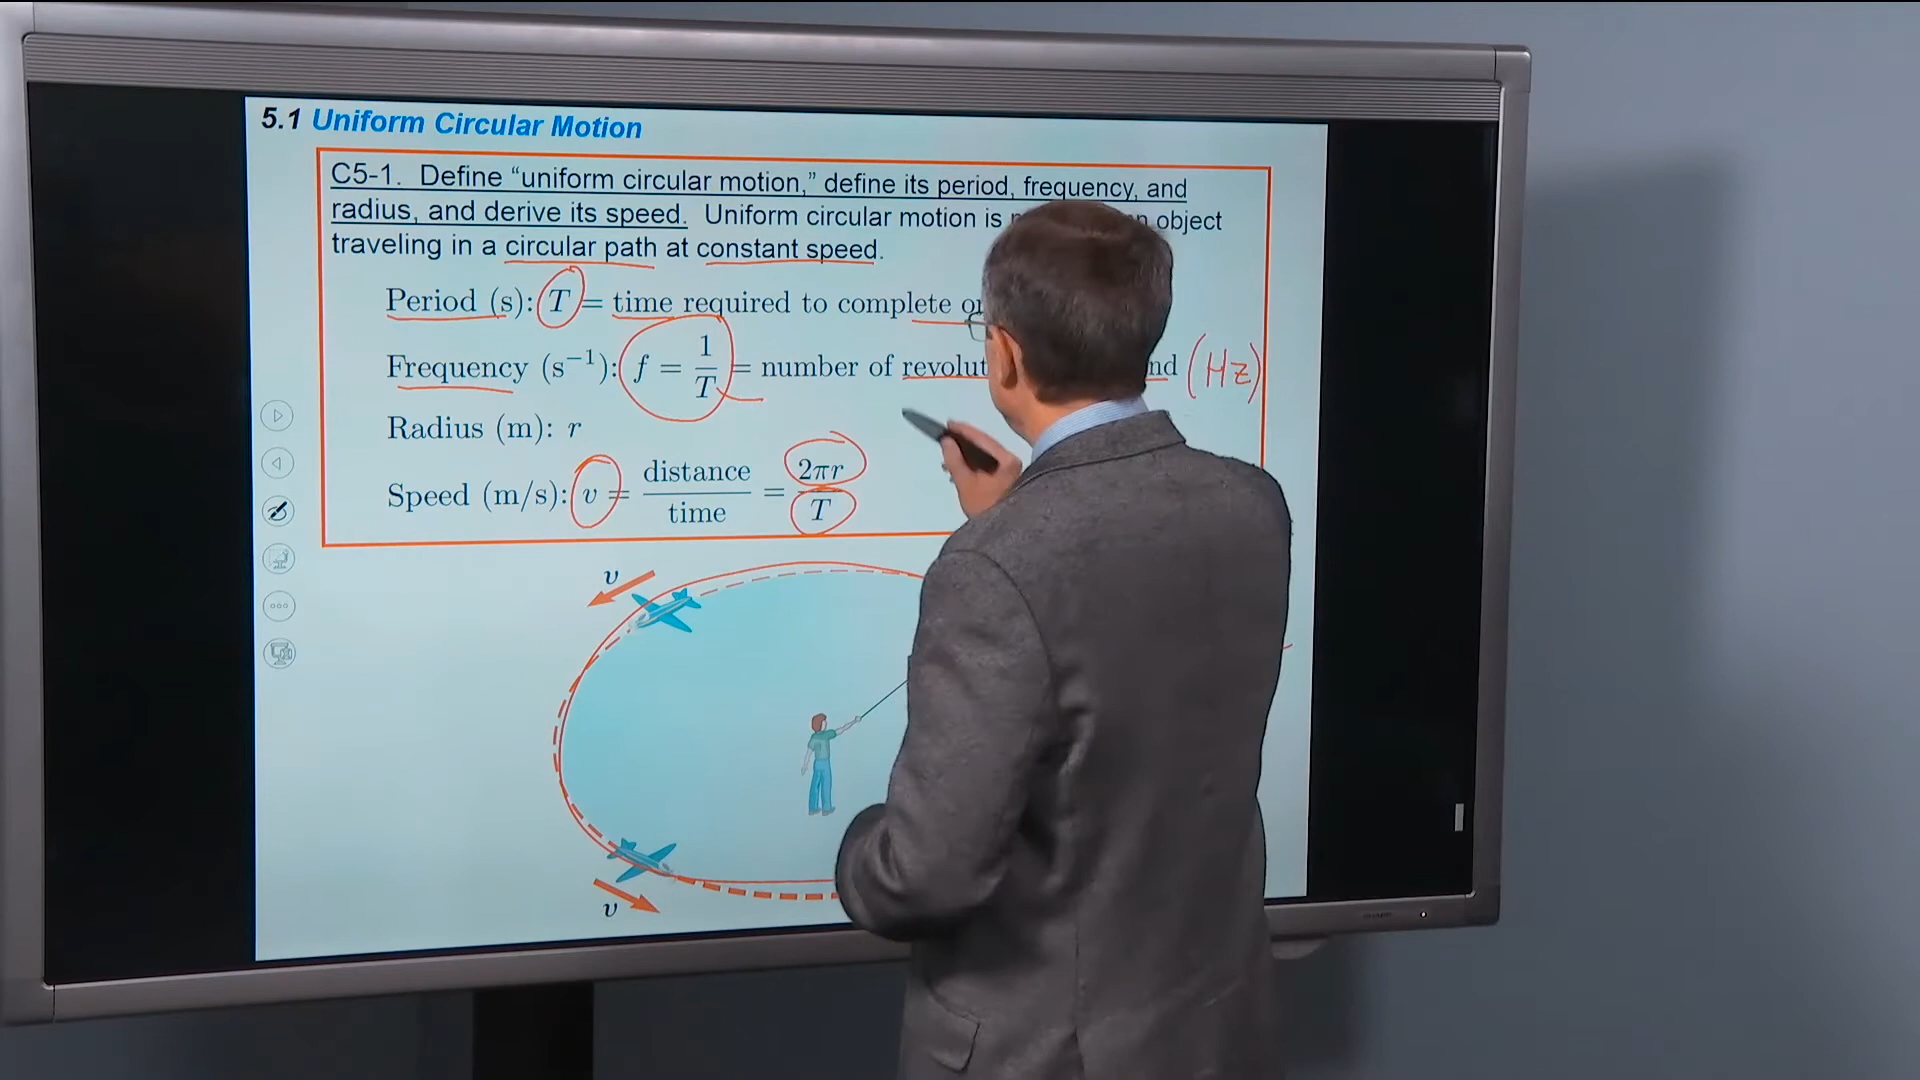 5.1 Uniform Circular Motion
C5-1. Define “uniform circular motion,” define its period, frequency, and
radius, and derive its speed. Uniform circular motion is object
traveling in a circular path at constant speed.
Period (s): T = time required to complete
Frequency (s⁻¹): f = 1/T = number of (Hz)
Radius (m): r
Speed (m/s): v = distance/time = 2πr/T
v
v